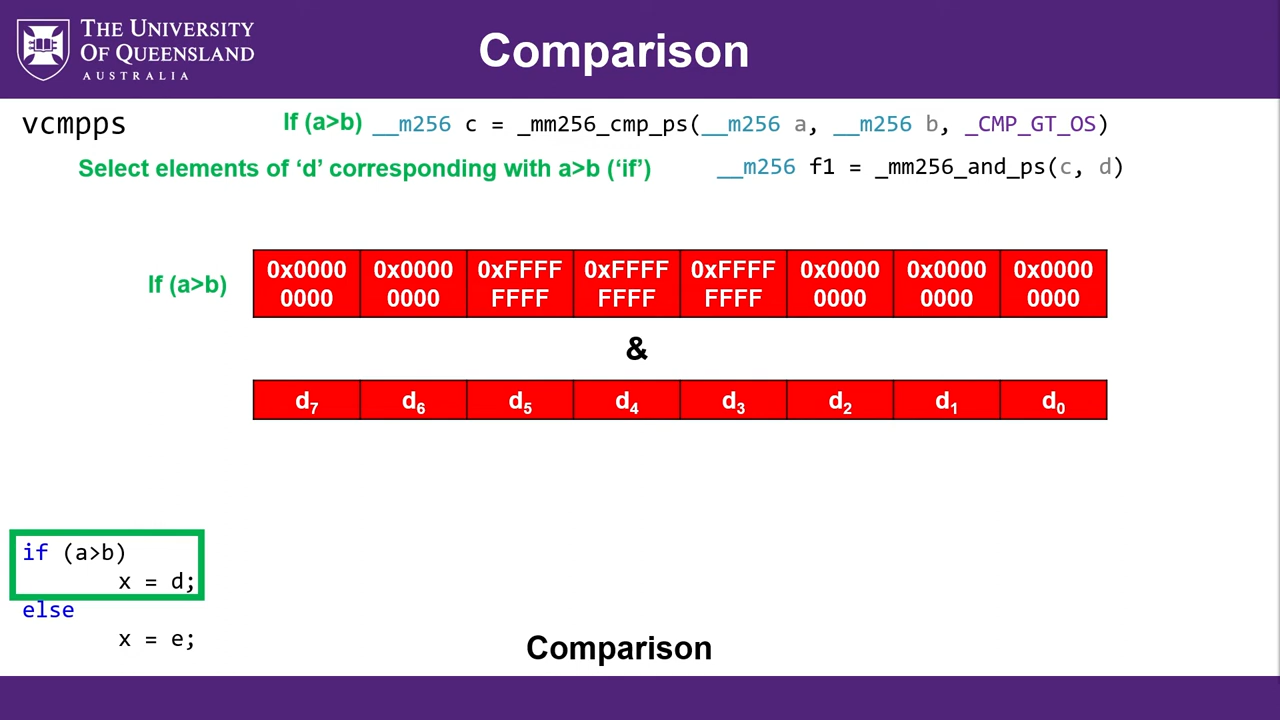 THE UNIVERSITY
OF QUEENSLAND
AUSTRALIA
Comparison
vcmpps
If (a>b) __m256 c = _mm256_cmp_ps(__m256 a, __m256 b, _CMP_GT_OS)
Select elements of ‘d’ corresponding with a>b (‘if’) __m256 f1 = _mm256_and_ps(c, d)
If (a>b)
0x0000 0x0000 0xFFFF 0xFFFF 0xFFFF 0x0000 0x0000 0x0000
0000 0000 FFFF FFFF FFFF 0000 0000 0000
&
d7 d6 d5 d4 d3 d2 d1 d0
if (a>b)
x = d;
else
x = e;
Comparison